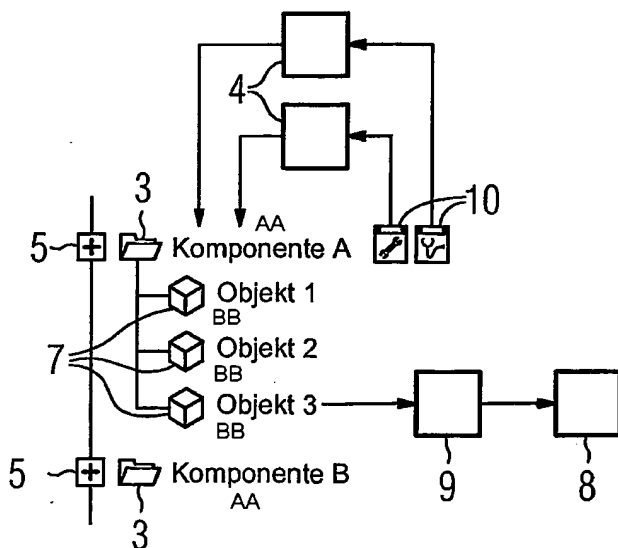 4
3
10
5
AA
Komponente A
Objekt 1
BB
7
Objekt 2
BB
Objekt 3
BB
5
Komponente B
3
AA
9
8